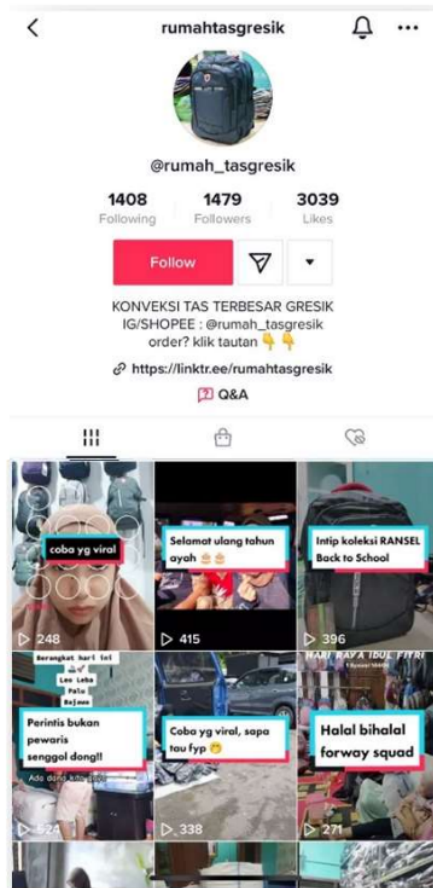 rumahtasgresik
@rumah_tasgresik
1408 1479 3039
Following Followers Likes
Follow
KONVEKSI TAS TERBESAR GRESIK
IG/SHOPEE : @rumah_tasgresik
order? klik tautan 👇👇
https://linktr.ee/rumahtasgresik
Q&A
coba yg viral
248
Selamat ulang tahun
ayah 🎂🎂
415
Intip koleksi RANSEL
Back to School
396
Berangkat hari ini
Palu
Bajawa
Perintis bukan
pewaris
senggol dong!!
524
Coba yg viral, sapa
tau fyp 🤭
338
HARI RAYA IDUL FITRI
Halal bihalal
forway squad
271